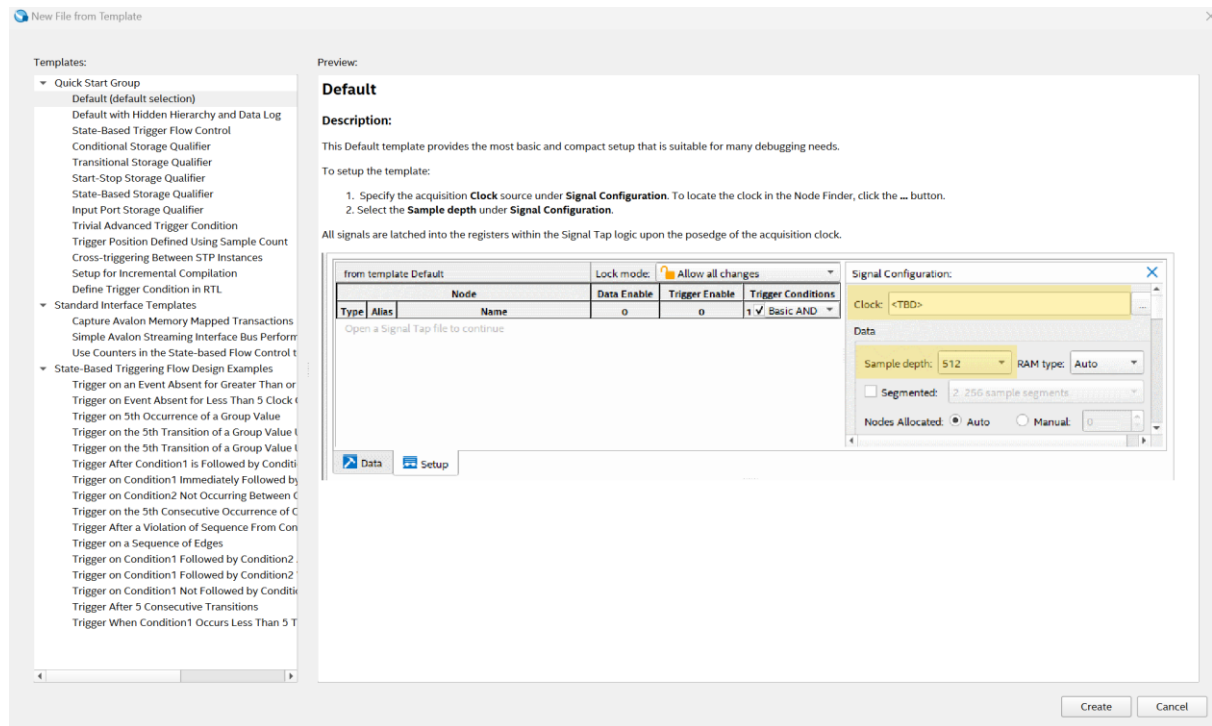 New File from Template
Templates:
Quick Start Group
Default (default selection)
Default with Hidden Hierarchy and Data Log
State-Based Trigger Flow Control
Conditional Storage Qualifier
Transitional Storage Qualifier
Start-Stop Storage Qualifier
State-Based Storage Qualifier
Input Port Storage Qualifier
Trivial Advanced Trigger Condition
Trigger Position Defined Using Sample Count
Cross-triggering Between STP Instances
Setup for Incremental Compilation
Define Trigger Condition in RTL
Standard Interface Templates
Capture Avalon Memory Mapped Transactions
Simple Avalon Streaming Interface Bus Perform
Use Counters in the State-based Flow Control t
State-Based Triggering Flow Design Examples
Trigger on an Event Absent for Greater Than or
Trigger on Event Absent for Less Than 5 Clock
Trigger on 5th Occurrence of a Group Value
Trigger on the 5th Transition of a Group Value
Trigger on the 5th Transition of a Group Value
Trigger After Condition1 is Followed by Conditi
Trigger on Condition1 Immediately Followed by
Trigger on Condition2 Not Occurring Between
Trigger on the 5th Consecutive Occurrence of
Trigger After a Violation of Sequence From Con
Trigger on a Sequence of Edges
Trigger on Condition1 Followed by Condition2
Trigger on Condition1 Followed by Condition2
Trigger on Condition1 Not Followed by Conditi
Trigger After 5 Consecutive Transitions
Trigger When Condition1 Occurs Less Than 5 T
Preview:
Default
Description:
This Default template provides the most basic and compact setup that is suitable for many debugging needs.
To setup the template:
1. Specify the acquisition Clock source under Signal Configuration. To locate the clock in the Node Finder, click the ... button.
2. Select the Sample depth under Signal Configuration.
All signals are latched into the registers within the Signal Tap logic upon the posedge of the acquisition clock.
from template Default Lock mode: Allow all changes
Node Data Enable Trigger Enable Trigger Conditions
Type Alias Name 0 0 1 Basic AND
Open a Signal Tap file to continue
Data Setup
Signal Configuration:
Clock: <TBD> ...
Data
Sample depth: 512 RAM type: Auto
Segmented: 2 256 sample segments
Nodes Allocated: Auto Manual: 0
Create Cancel